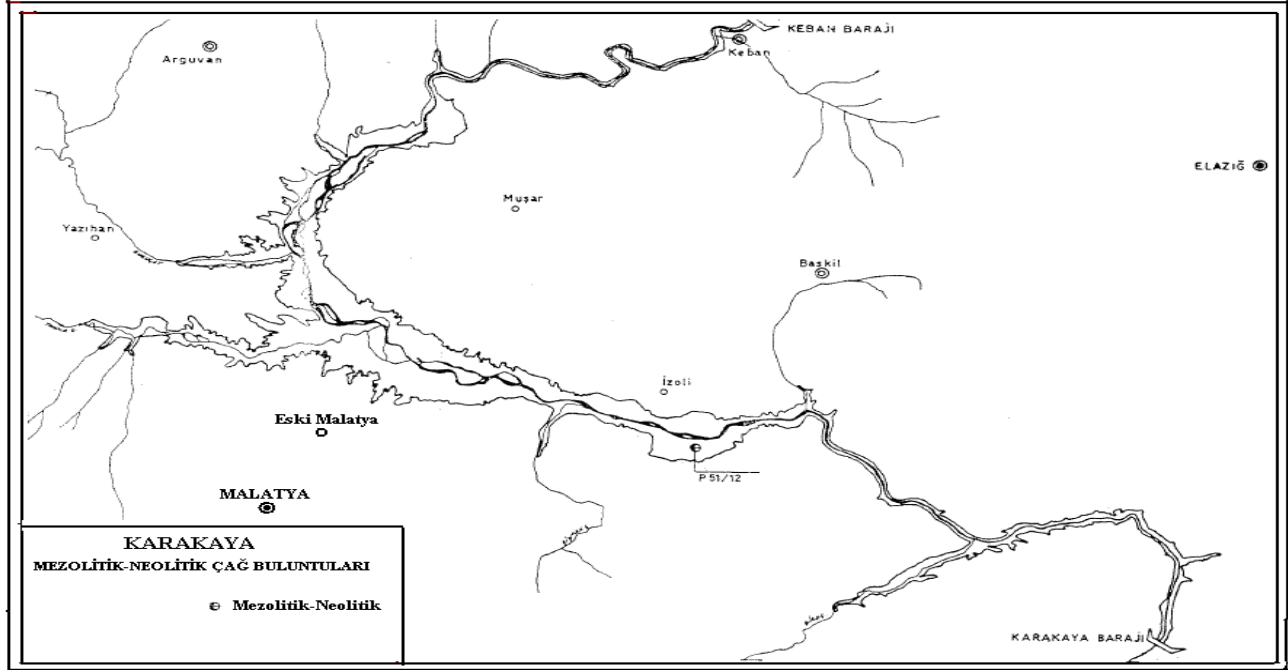 KEBAN BARAJI
Keban
Arguvan
ELAZIĞ
Muşar
Yazıhan
Baskil
İzoli
Eski Malatya
P 51/12
MALATYA
KARAKAYA
MEZOLİTİK-NEOLİTİK ÇAĞ BULUNTULARI
Mezolitik-Neolitik
KARAKAYA BARAJI